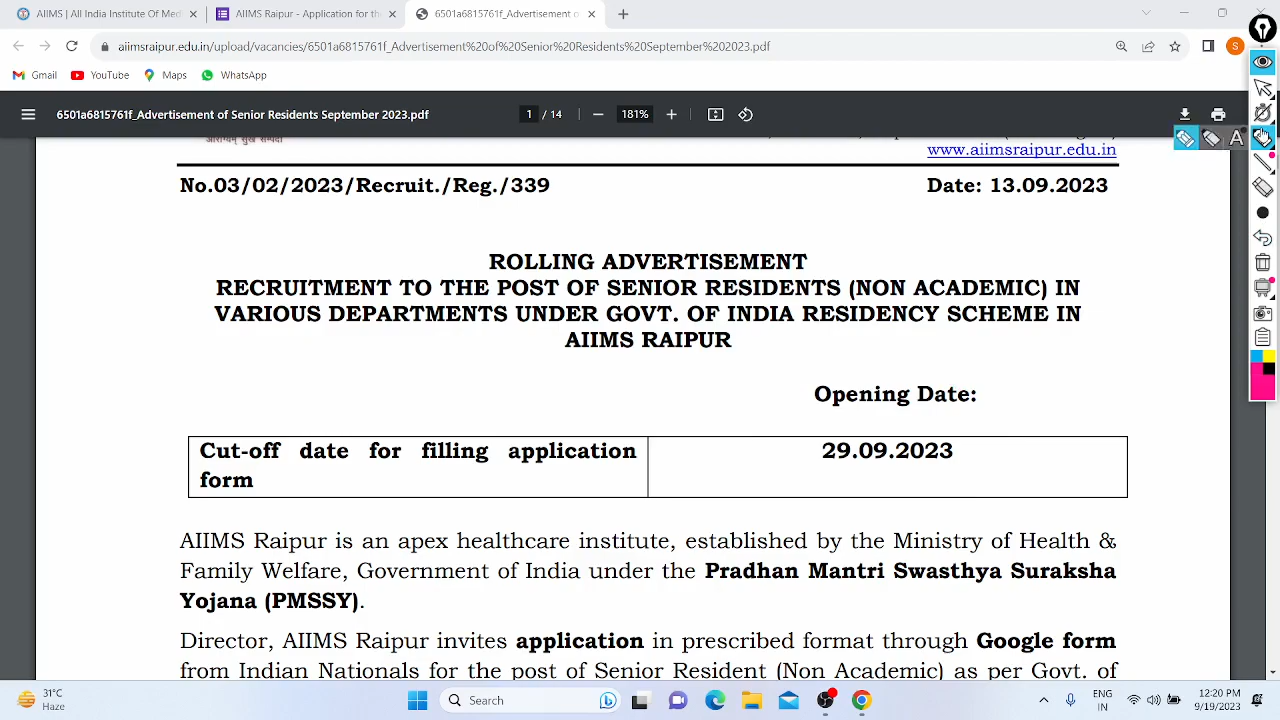 AIIMS | All India Institute Of Med
AIIMS Raipur - Application for the
6501a6815761f_Advertisement o
aiimsraipur.edu.in/upload/vacancies/6501a6815761f_Advertisement%20of%20Senior%20Residents%20September%202023.pdf
S
Gmail
YouTube
Maps
WhatsApp
6501a6815761f_Advertisement of Senior Residents September 2023.pdf
1 / 14
181%
आरोग्यम् सुख सम्पदा
www.aiimsraipur.edu.in
No.03/02/2023/Recruit./Reg./339
Date: 13.09.2023
ROLLING ADVERTISEMENT
RECRUITMENT TO THE POST OF SENIOR RESIDENTS (NON ACADEMIC) IN
VARIOUS DEPARTMENTS UNDER GOVT. OF INDIA RESIDENCY SCHEME IN
AIIMS RAIPUR
Opening Date:
Cut-off date for filling application
form
29.09.2023
AIIMS Raipur is an apex healthcare institute, established by the Ministry of Health &
Family Welfare, Government of India under the Pradhan Mantri Swasthya Suraksha
Yojana (PMSSY).
Director, AIIMS Raipur invites application in prescribed format through Google form
from Indian Nationals for the post of Senior Resident (Non Academic) as per Govt. of
A
31°C
Haze
Search
ENG
IN
12:20 PM
9/19/2023